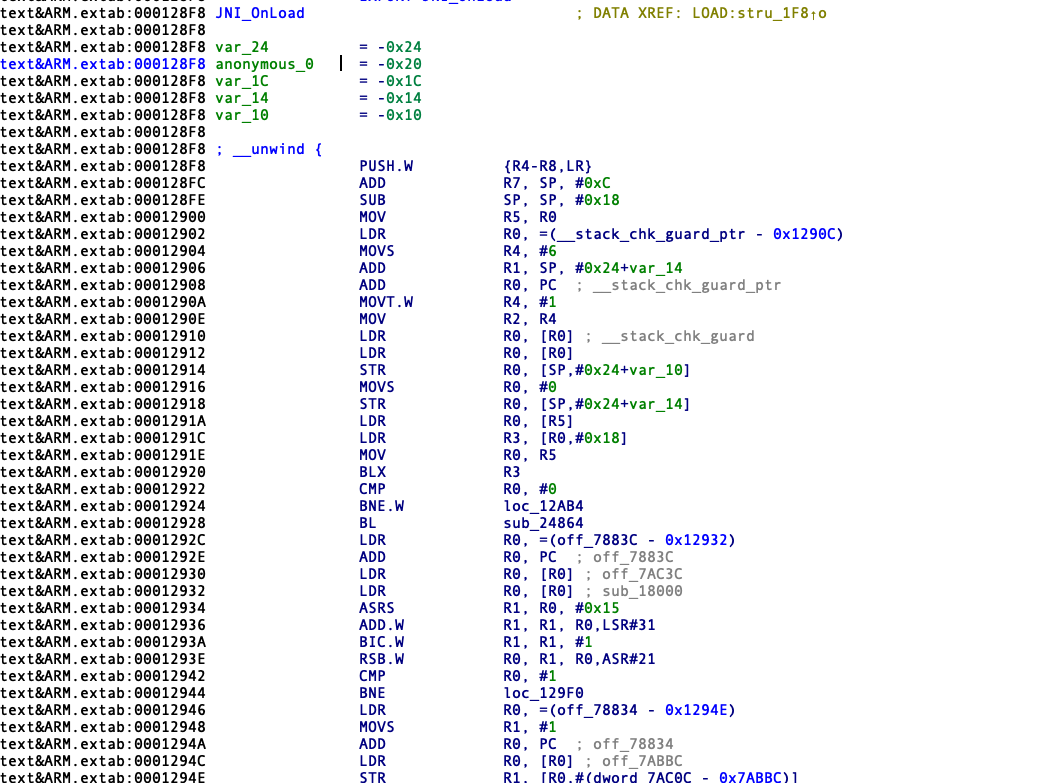 text&ARM.extab:000128F8 JNI_OnLoad ; DATA XREF: LOAD:stru_1F8↑o
text&ARM.extab:000128F8
text&ARM.extab:000128F8 var_24 = -0x24
text&ARM.extab:000128F8 anonymous_0 = -0x20
text&ARM.extab:000128F8 var_1C = -0x1C
text&ARM.extab:000128F8 var_14 = -0x14
text&ARM.extab:000128F8 var_10 = -0x10
text&ARM.extab:000128F8
text&ARM.extab:000128F8 ; __unwind {
text&ARM.extab:000128F8 PUSH.W {R4-R8,LR}
text&ARM.extab:000128FC ADD R7, SP, #0xC
text&ARM.extab:000128FE SUB SP, SP, #0x18
text&ARM.extab:00012900 MOV R5, R0
text&ARM.extab:00012902 LDR R0, =(__stack_chk_guard_ptr - 0x1290C)
text&ARM.extab:00012904 MOVS R4, #6
text&ARM.extab:00012906 ADD R1, SP, #0x24+var_14
text&ARM.extab:00012908 ADD R0, PC ; __stack_chk_guard_ptr
text&ARM.extab:0001290A MOVT.W R4, #1
text&ARM.extab:0001290E MOV R2, R4
text&ARM.extab:00012910 LDR R0, [R0] ; __stack_chk_guard
text&ARM.extab:00012912 LDR R0, [R0]
text&ARM.extab:00012914 STR R0, [SP,#0x24+var_10]
text&ARM.extab:00012916 MOVS R0, #0
text&ARM.extab:00012918 STR R0, [SP,#0x24+var_14]
text&ARM.extab:0001291A LDR R0, [R5]
text&ARM.extab:0001291C LDR R3, [R0,#0x18]
text&ARM.extab:0001291E MOV R0, R5
text&ARM.extab:00012920 BLX R3
text&ARM.extab:00012922 CMP R0, #0
text&ARM.extab:00012924 BNE.W loc_12AB4
text&ARM.extab:00012928 BL sub_24864
text&ARM.extab:0001292C LDR R0, =(off_7883C - 0x12932)
text&ARM.extab:0001292E ADD R0, PC ; off_7883C
text&ARM.extab:00012930 LDR R0, [R0] ; off_7AC3C
text&ARM.extab:00012932 LDR R0, [R0] ; sub_18000
text&ARM.extab:00012934 ASRS R1, R0, #0x15
text&ARM.extab:00012936 ADD.W R1, R1, R0,LSR#31
text&ARM.extab:0001293A BIC.W R1, R1, #1
text&ARM.extab:0001293E RSB.W R0, R1, R0,ASR#21
text&ARM.extab:00012942 CMP R0, #1
text&ARM.extab:00012944 BNE loc_129F0
text&ARM.extab:00012946 LDR R0, =(off_78834 - 0x1294E)
text&ARM.extab:00012948 MOVS R1, #1
text&ARM.extab:0001294A ADD R0, PC ; off_78834
text&ARM.extab:0001294C LDR R0, [R0] ; off_7ABBC
text&ARM.extab:0001294E STR R1, [R0,#(dword_7AC0C - 0x7ABBC)]